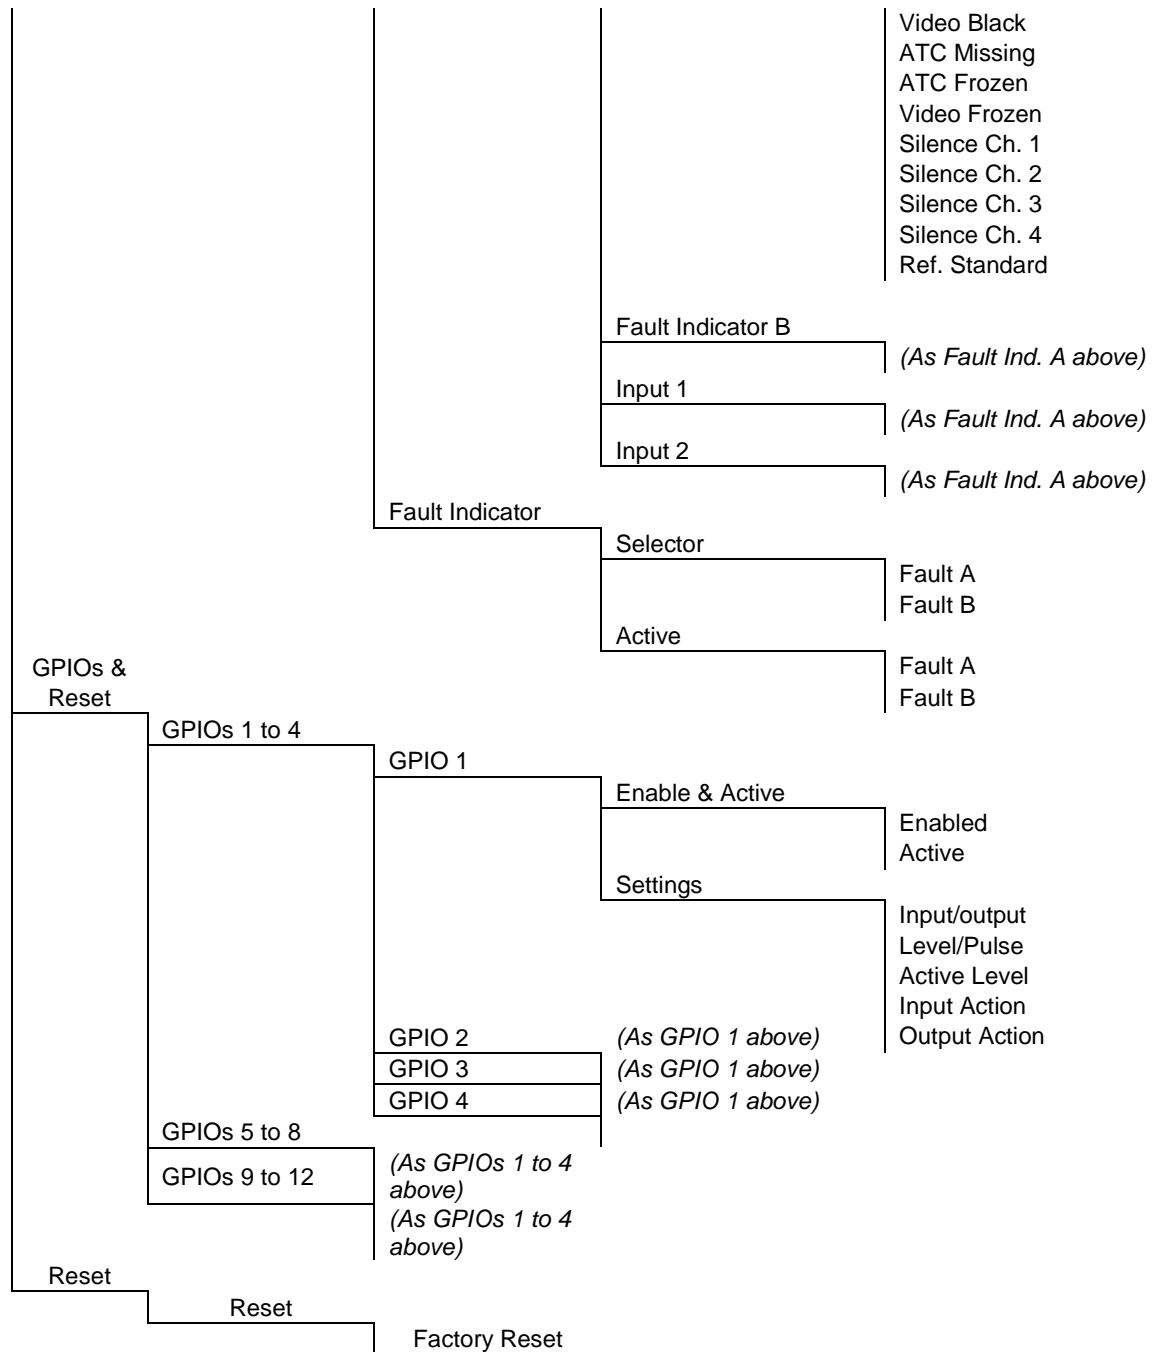 Video Black
ATC Missing
ATC Frozen
Video Frozen
Silence Ch. 1
Silence Ch. 2
Silence Ch. 3
Silence Ch. 4
Ref. Standard
Fault Indicator B
(As Fault Ind. A above)
Input 1
(As Fault Ind. A above)
Input 2
(As Fault Ind. A above)
Fault Indicator
Selector
Fault A
Fault B
Active
Fault A
Fault B
GPIOs &
Reset
GPIOs 1 to 4
GPIO 1
Enable & Active
Enabled
Active
Settings
Input/output
Level/Pulse
Active Level
Input Action
Output Action
GPIO 2 (As GPIO 1 above)
GPIO 3 (As GPIO 1 above)
GPIO 4 (As GPIO 1 above)
GPIOs 5 to 8
(As GPIOs 1 to 4
above)
GPIOs 9 to 12
(As GPIOs 1 to 4
above)
Reset
Reset
Factory Reset